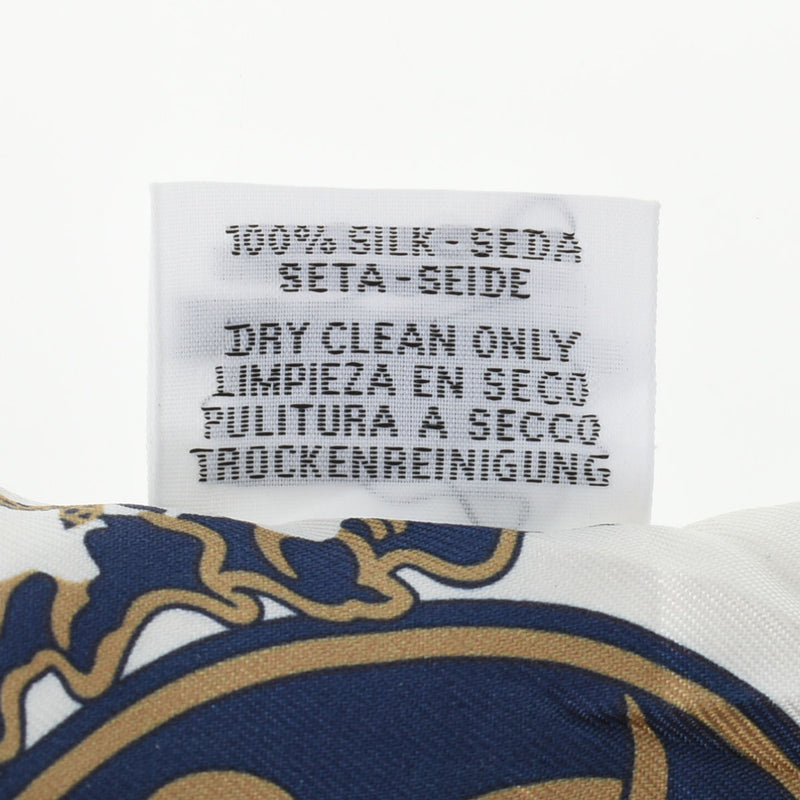 100% SILK - SEDA
SETA - SEIDE
DRY CLEAN ONLY
LIMPIEZA EN SECO
PULITURA A SECCO
TROCKENREINIGUNG